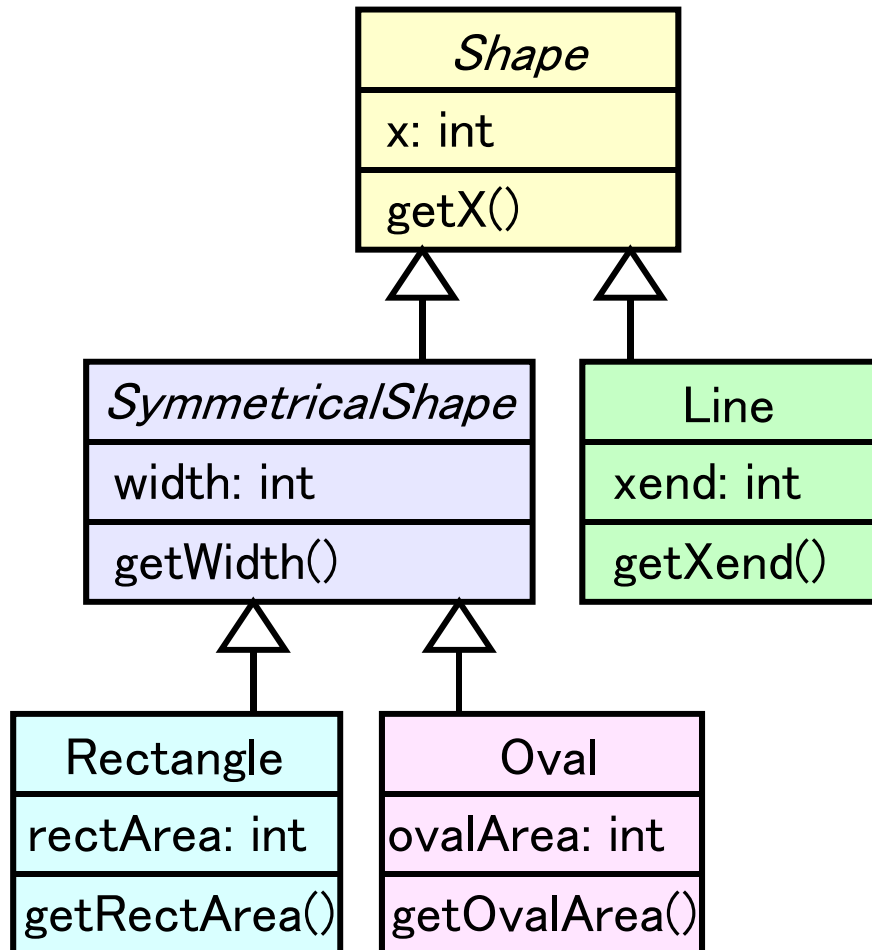 Shape
x: int
getX()
SymmetricalShape
width: int
getWidth()
Line
xend: int
getXend()
Rectangle
rectArea: int
getRectArea()
Oval
ovalArea: int
getOvalArea()